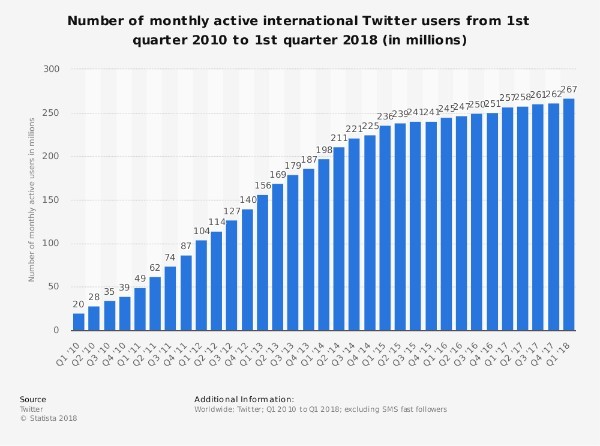 Number of monthly active international Twitter users from 1st
quarter 2010 to 1st quarter 2018 (in millions)
Number of monthly active users in millions
300
250
200
150
100
50
0
20 28 35 39 49 62 74 87 104 114 127 140 156 169 179 187 198 211 221 225 236 239 241 241 245 247 250 251 257 258 261 262 267
Q1 '10 Q2 '10 Q3 '10 Q4 '10 Q1 '11 Q2 '11 Q3 '11 Q4 '11 Q1 '12 Q2 '12 Q3 '12 Q4 '12 Q1 '13 Q2 '13 Q3 '13 Q4 '13 Q1 '14 Q2 '14 Q3 '14 Q4 '14 Q1 '15 Q2 '15 Q3 '15 Q4 '15 Q1 '16 Q2 '16 Q3 '16 Q4 '16 Q1 '17 Q2 '17 Q3 '17 Q4 '17 Q1 '18
Source
Twitter
© Statista 2018
Additional Information:
Worldwide; Twitter; Q1 2010 to Q1 2018; excluding SMS fast followers